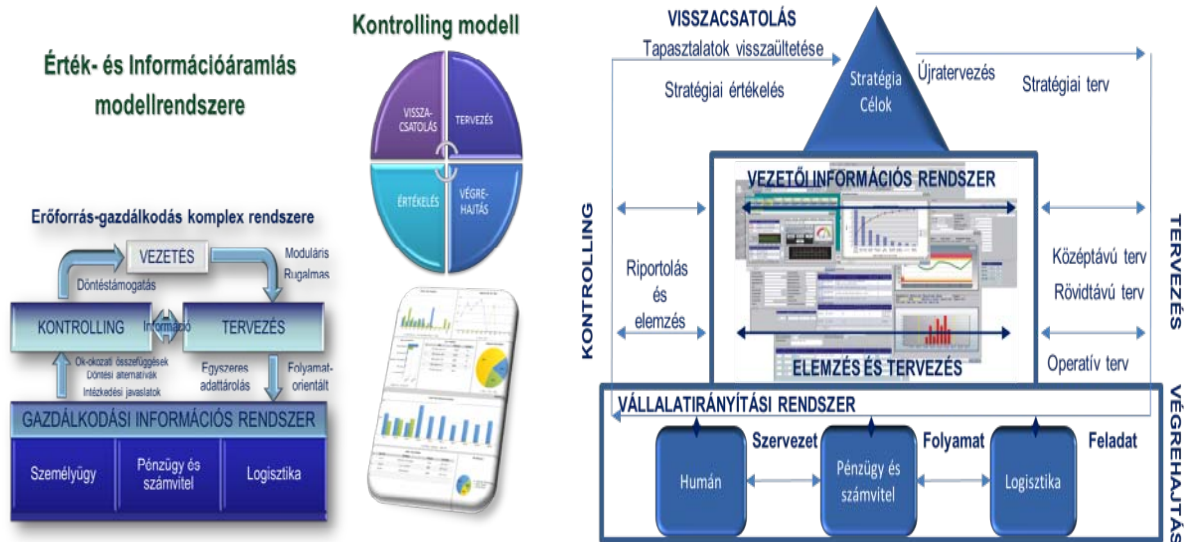 Érték- és Információáramlás
modellrendszere
Erőforrás-gazdálkodás komplex rendszere
VEZETÉS
Moduláris
Rugalmas
Döntéstámogatás
KONTROLLING
Információ
TERVEZÉS
Ok-okozati összefüggések
Döntési alternatívák
Intézkedési javaslatok
Egyszeres
adattárolás
Folyamat-
orientált
GAZDÁLKODÁSI INFORMÁCIÓS RENDSZER
Személyügy
Pénzügy és
számvitel
Logisztika
Kontrolling modell
VISSZA-
CSATOLÁS
TERVEZÉS
ÉRTÉKELÉS
VÉGRE-
HAJTÁS
VISSZACSATOLÁS
Tapasztalatok visszaültetése
Stratégiai értékelés
Stratégia
Célok
Újratervezés
Stratégiai terv
KONTROLLING
Riportolás
és
elemzés
VEZETŐI INFORMÁCIÓS RENDSZER
ELEMZÉS ÉS TERVEZÉS
Középtávú terv
Rövidtávú terv
Operatív terv
TERVEZÉS
VÁLLALATIRÁNYÍTÁSI RENDSZER
Humán
Szervezet
Pénzügy és
számvitel
Folyamat
Logisztika
Feladat
VÉGREHAJTÁS